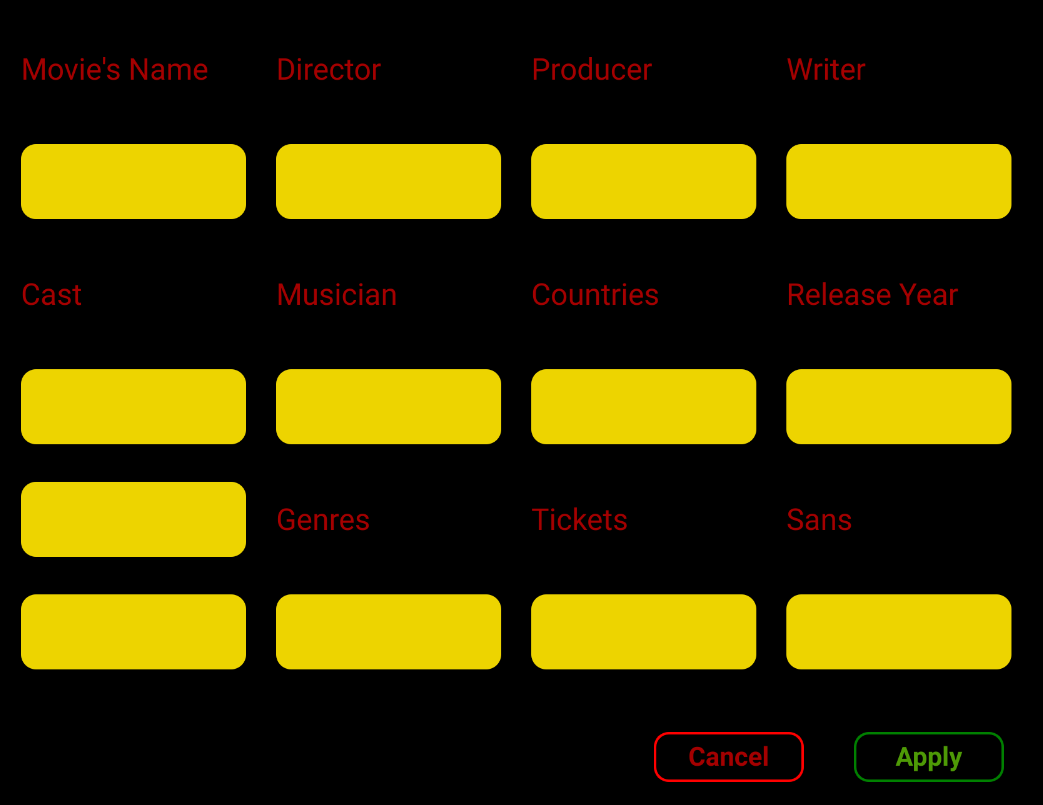 Movie's Name
Director
Producer
Writer
Cast
Musician
Countries
Release Year
Genres
Tickets
Sans
Cancel
Apply